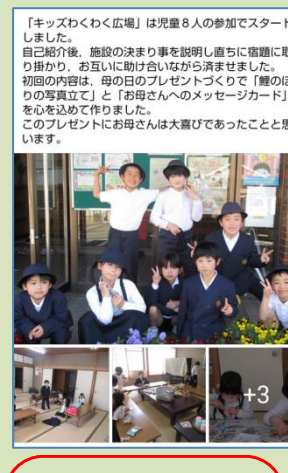 「キッズわくわく広場」は児童8人の参加でスタート
しました。
自己紹介後，施設の決まり事を説明し直ちに宿題に取
り掛かり，お互いに助け合いながら済ませました。
初回の内容は，母の日のプレゼントづくりで「鯉のぼ
りの写真立て」と「お母さんへのメッセージカード」
を心を込めて作りました。
このプレゼントにお母さんは大喜びであったことと思
います。
+3